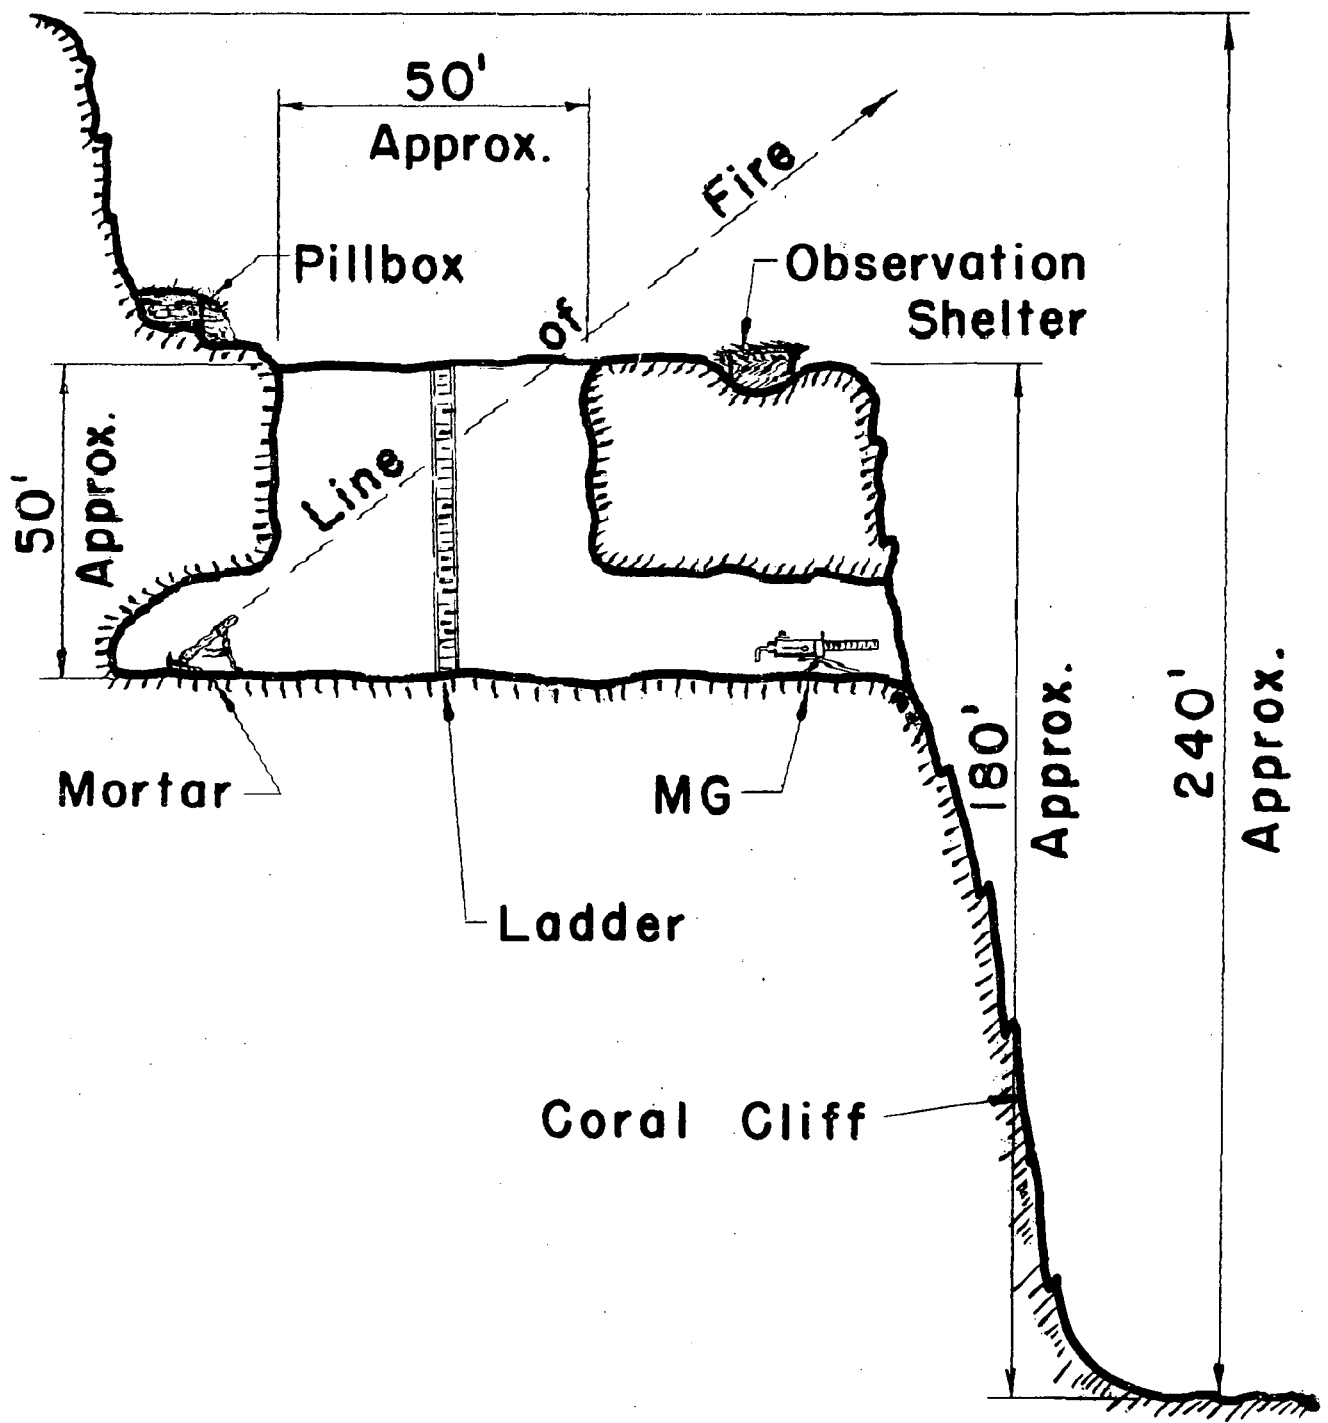 50'
Approx.
Line of Fire
Pillbox
Observation
Shelter
50'
Approx.
Mortar
MG
Ladder
180'
Approx.
240'
Approx.
Coral Cliff